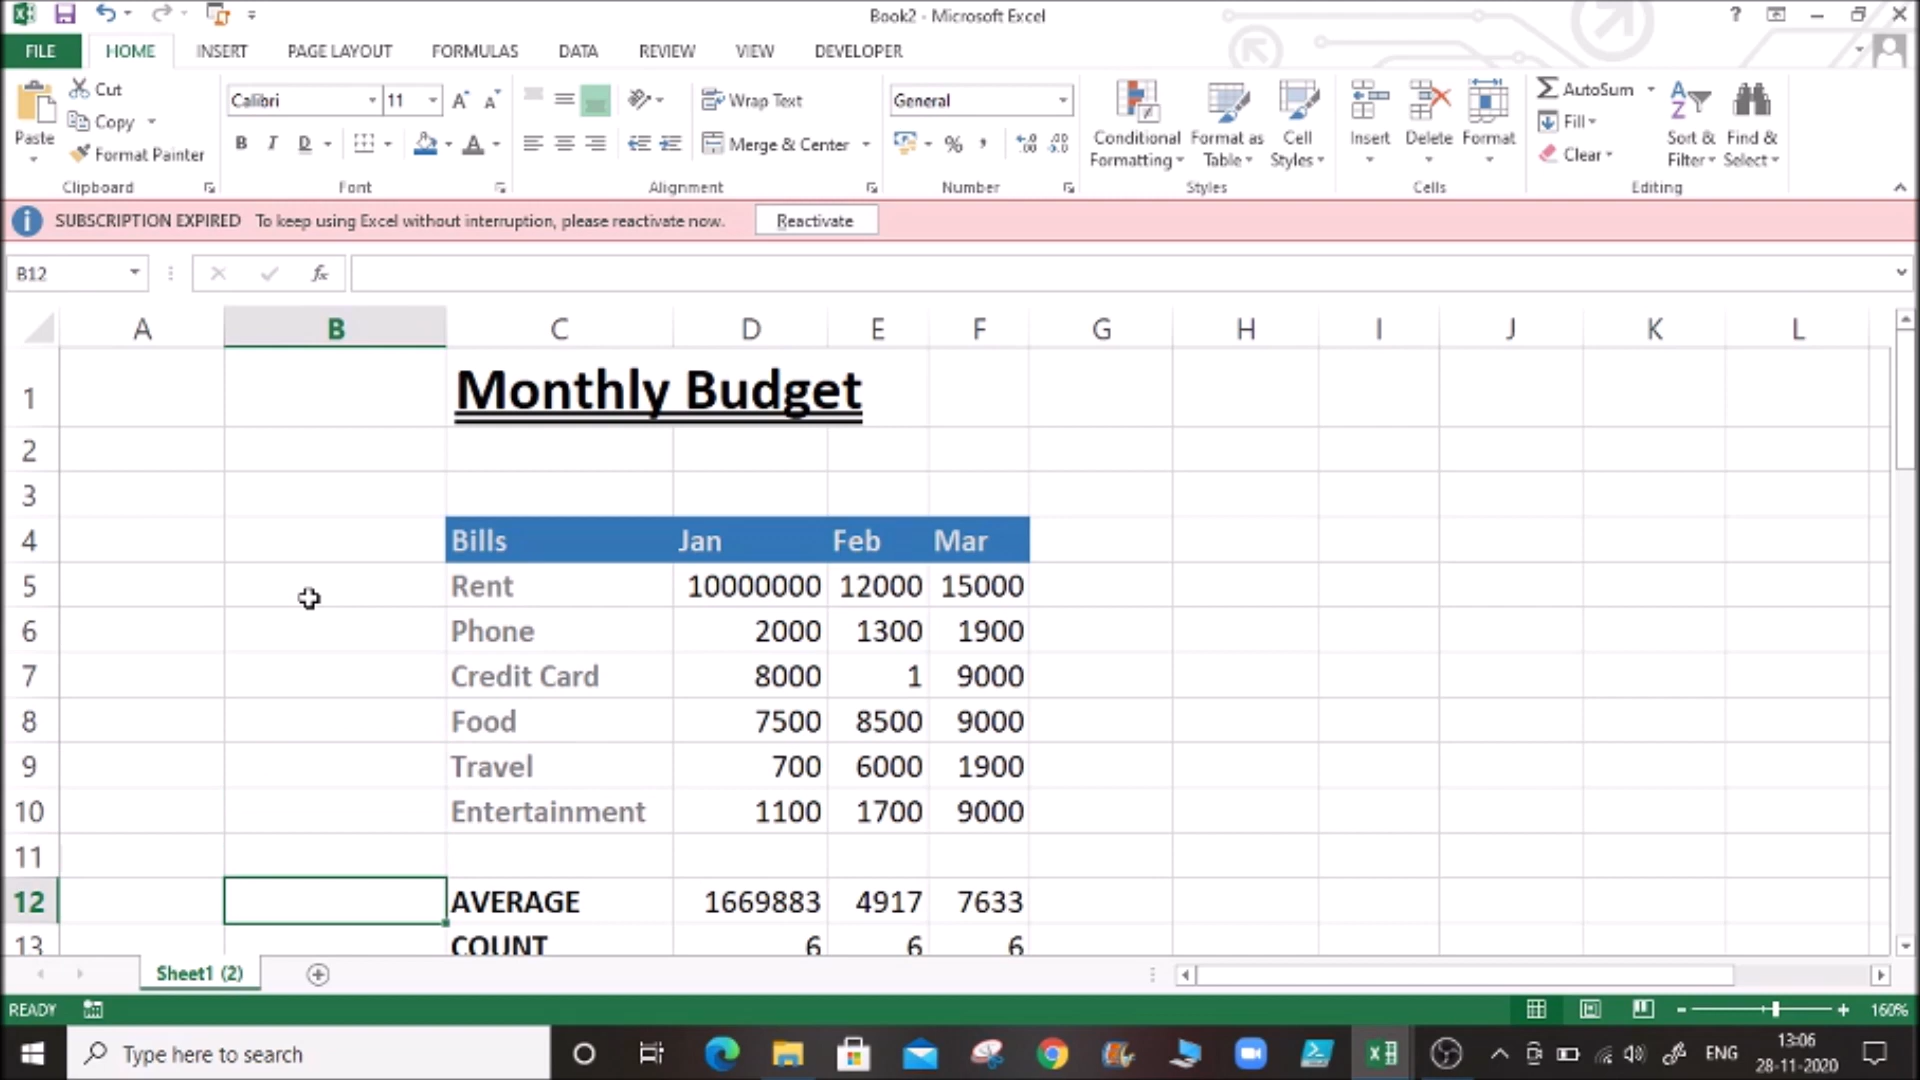 Book2 - Microsoft Excel
?
FILE HOME INSERT PAGE LAYOUT FORMULAS DATA REVIEW VIEW DEVELOPER
Cut
Copy
Format Painter
Paste
Clipboard
Calibri 11
B I D A
Font
Wrap Text
Merge & Center
Alignment
General
%
Number
Conditional Formatting
Format as Table
Cell Styles
Styles
Insert Delete Format
Cells
AutoSum
Fill
Clear
Sort & Filter
Find & Select
Editing
SUBSCRIPTION EXPIRED To keep using Excel without interruption, please reactivate now. Reactivate
B12 fx
A B C D E F G H I J K L
1 Monthly Budget
2
3
4 Bills Jan Feb Mar
5 Rent 10000000 12000 15000
6 Phone 2000 1300 1900
7 Credit Card 8000 1 9000
8 Food 7500 8500 9000
9 Travel 700 6000 1900
10 Entertainment 1100 1700 9000
11
12 AVERAGE 1669883 4917 7633
13 COUNT 6 6 6
Sheet1 (2)
READY 160%
Type here to search
ENG
13:06
28-11-2020